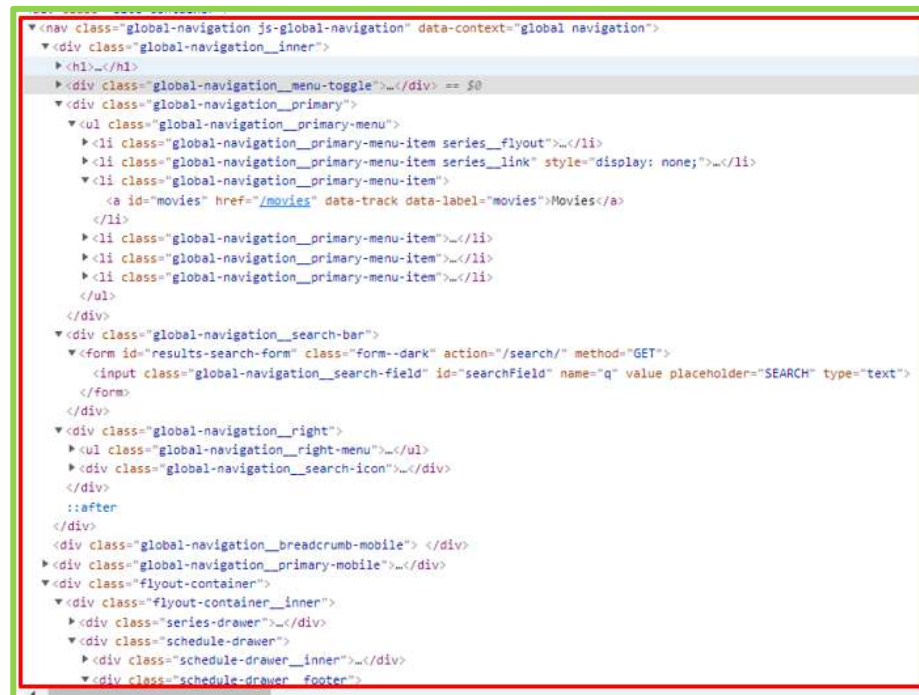 ▼<nav class="global-navigation js-global-navigation" data-context="global navigation">
▼<div class="global-navigation__inner">
▶<h1>…</h1>
▶<div class="global-navigation__menu-toggle">…</div> == $0
▼<div class="global-navigation__primary">
▼<ul class="global-navigation__primary-menu">
▶<li class="global-navigation__primary-menu-item series__flyout">…</li>
▶<li class="global-navigation__primary-menu-item series__link" style="display: none;">…</li>
▼<li class="global-navigation__primary-menu-item">
<a id="movies" href="/movies" data-track data-label="movies">Movies</a>
</li>
▶<li class="global-navigation__primary-menu-item">…</li>
▶<li class="global-navigation__primary-menu-item">…</li>
▶<li class="global-navigation__primary-menu-item">…</li>
</ul>
</div>
▼<div class="global-navigation__search-bar">
▼<form id="results-search-form" class="form--dark" action="/search/" method="GET">
<input class="global-navigation__search-field" id="searchField" name="q" value placeholder="SEARCH" type="text">
</form>
</div>
▼<div class="global-navigation__right">
▶<ul class="global-navigation__right-menu">…</ul>
▶<div class="global-navigation__search-icon">…</div>
</div>
::after
</div>
<div class="global-navigation__breadcrumb-mobile"> </div>
▶<div class="global-navigation__primary-mobile">…</div>
▼<div class="flyout-container">
▼<div class="flyout-container__inner">
▶<div class="series-drawer">…</div>
▼<div class="schedule-drawer">
▶<div class="schedule-drawer__inner">…</div>
▼<div class="schedule-drawer__footer">